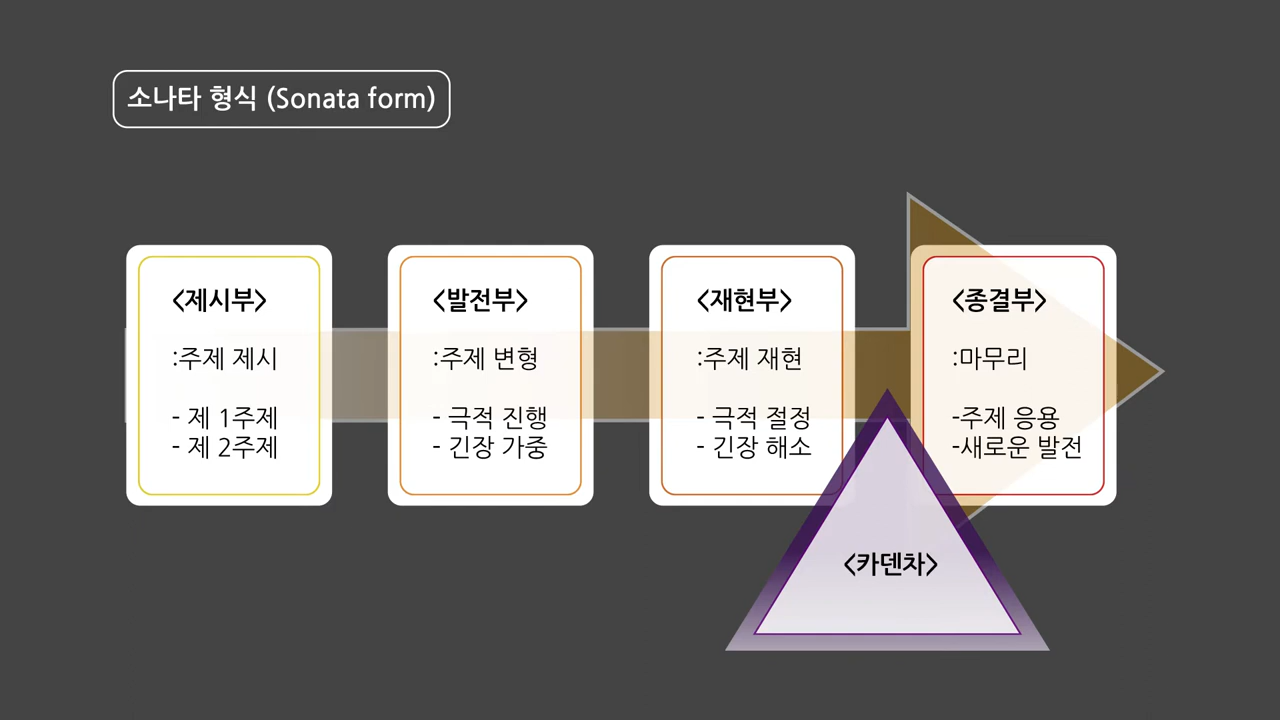 소나타 형식 (Sonata form)
<제시부>
:주제 제시
- 제 1주제
- 제 2주제
<발전부>
:주제 변형
- 극적 진행
- 긴장 가중
<재현부>
:주제 재현
- 극적 절정
- 긴장 해소
<종결부>
:마무리
-주제 응용
-새로운 발전
<카덴차>